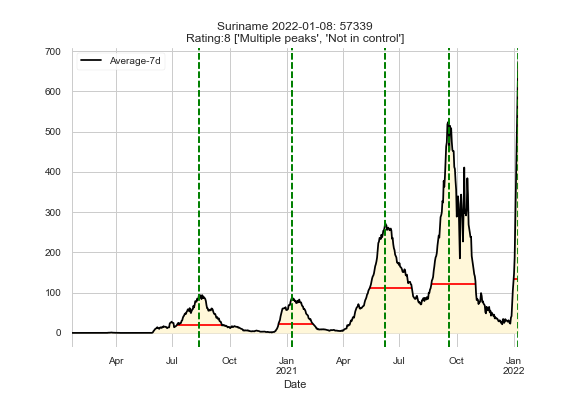 Suriname 2022-01-08: 57339
Rating:8 ['Multiple peaks', 'Not in control']
700
600
500
400
300
200
100
0
Average-7d
Apr
Jul
Oct
Jan
2021
Apr
Jul
Oct
Jan
2022
Date